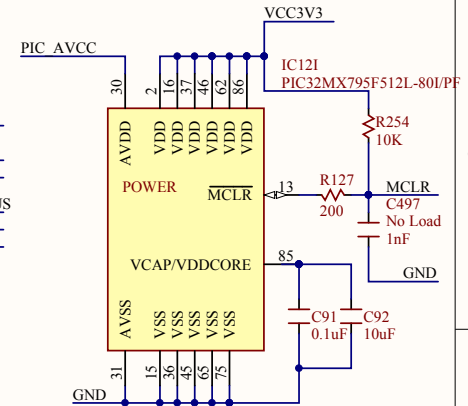 VCC3V3
PIC_AVCC
IC12I
PIC32MX795F512L-80I/PF
30
2
16
37
46
62
86
R254
10K
AVDD
VDD
VDD
VDD
VDD
VDD
VDD
POWER
MCLR
13
R127
200
MCLR
C497
No Load
1nF
US
VCAP/VDDCORE
85
GND
C91
0.1uF
C92
10uF
AVSS
VSS
VSS
VSS
VSS
VSS
31
15
36
45
65
75
GND